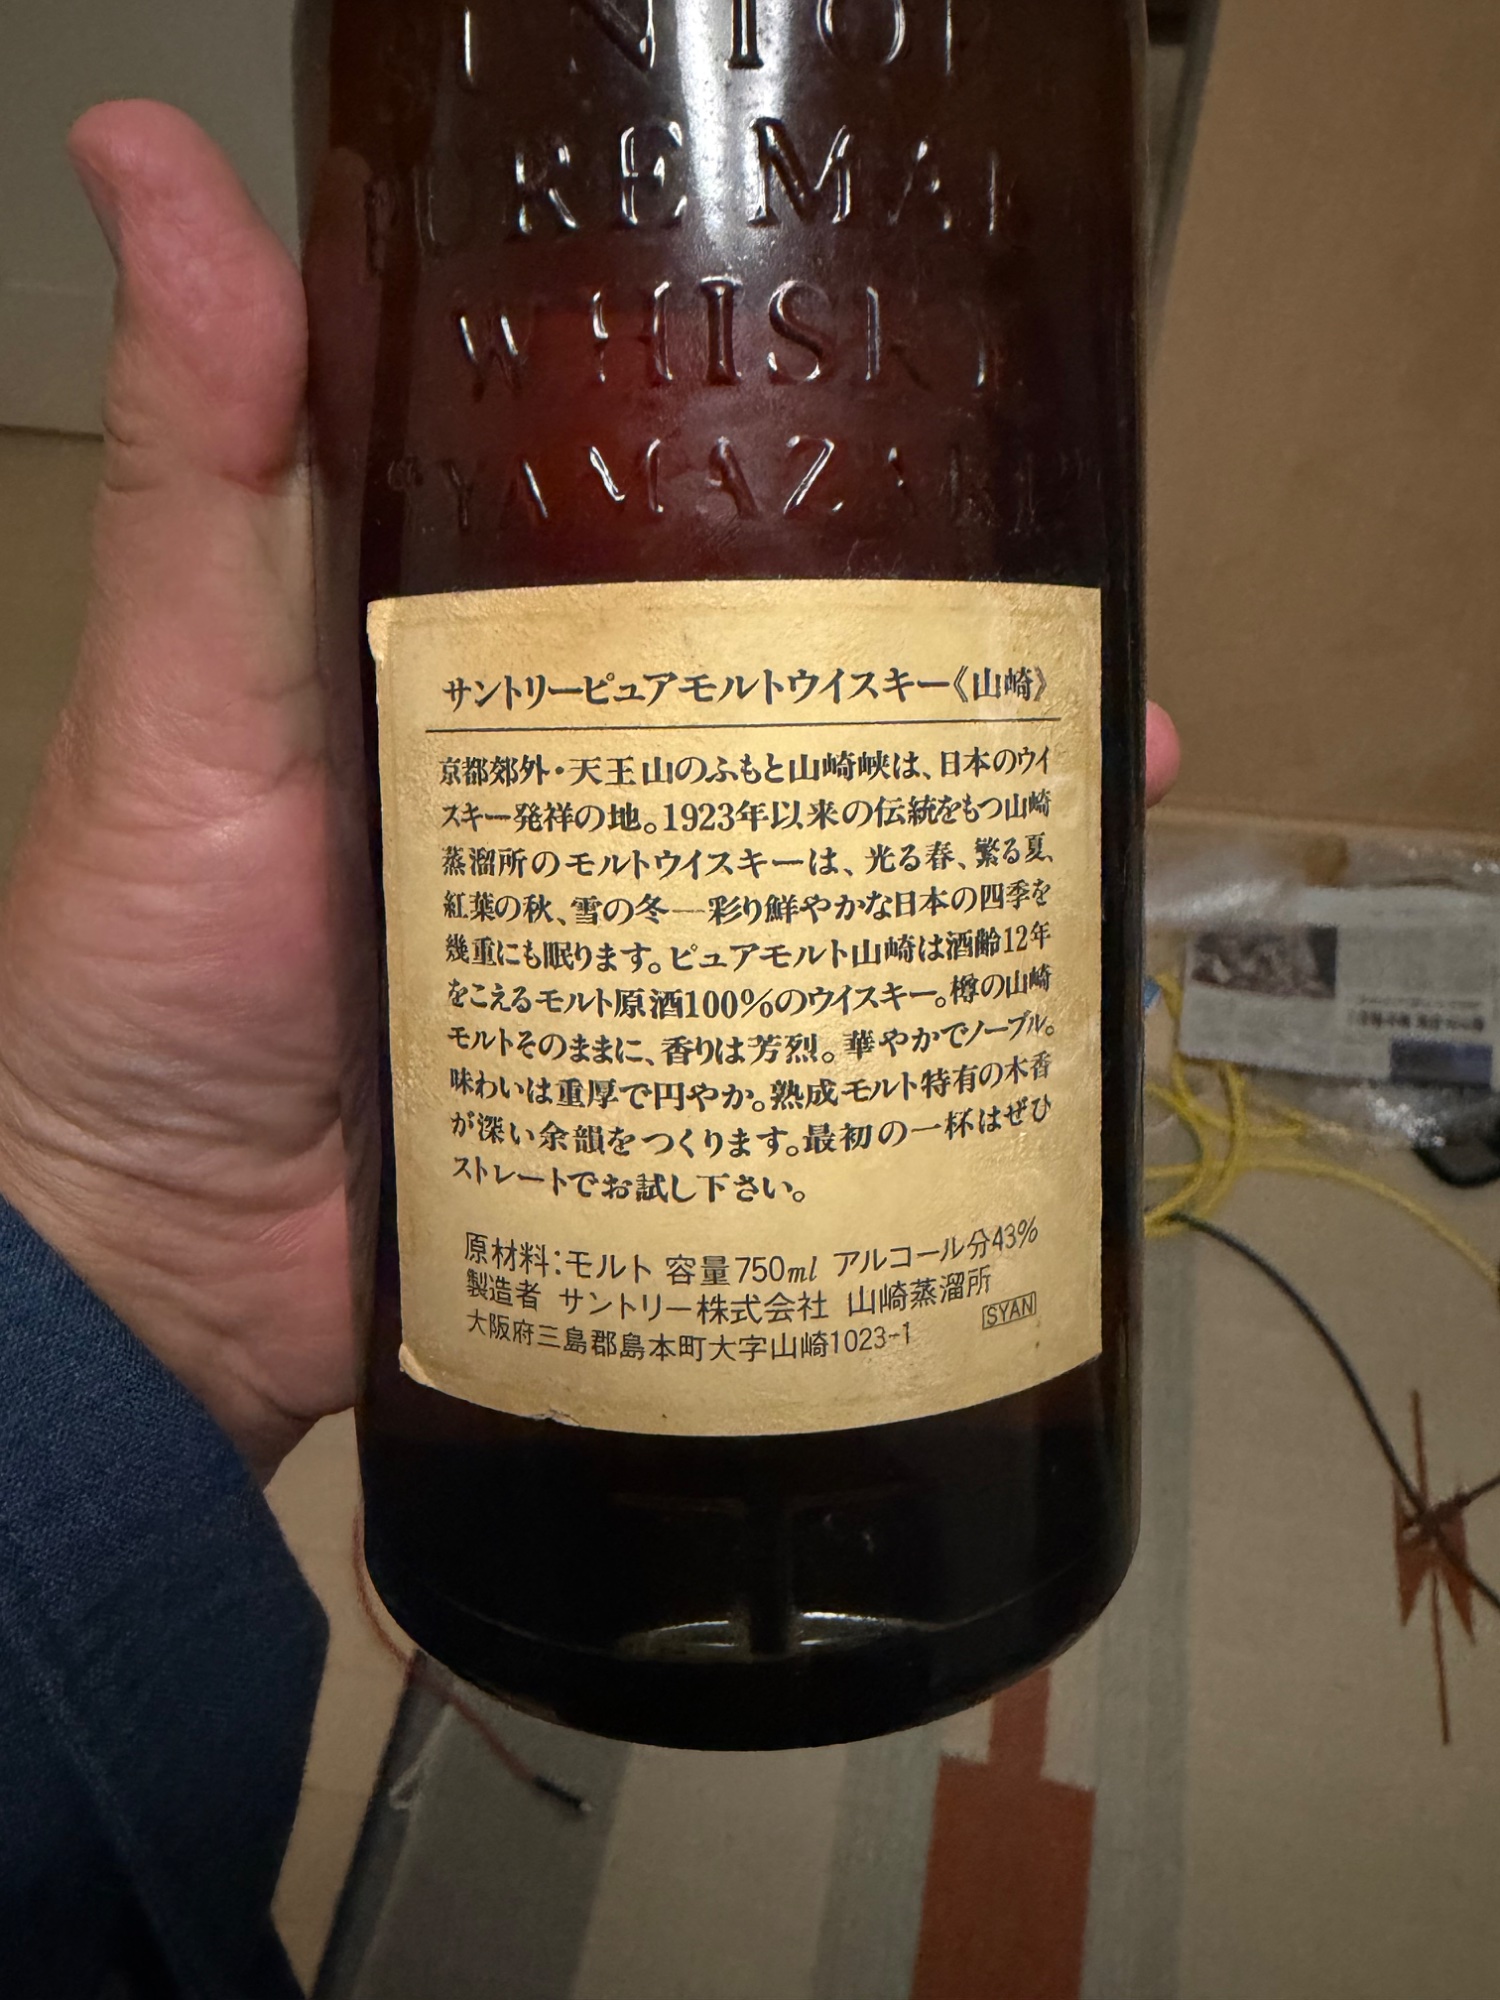 PURE MAL
WHISKY
"YAMAZAKI"
サントリーピュアモルトウイスキー《山崎》
京都郊外・天王山のふもと山崎峡は、日本のウイ
スキー発祥の地。1923年以来の伝統をもつ山崎
蒸溜所のモルトウイスキーは、光る春、繁る夏、
紅葉の秋、雪の冬―彩り鮮やかな日本の四季を
幾重にも眠ります。ピュアモルト山崎は酒齢12年
をこえるモルト原酒100%のウイスキー。樽の山崎
モルトそのままに、香りは芳烈。華やかでノーブル。
味わいは重厚で円やか。熟成モルト特有の木香
が深い余韻をつくります。最初の一杯はぜひ
ストレートでお試し下さい。
原材料:モルト 容量750ml アルコール分43%
製造者 サントリー株式会社 山崎蒸溜所
大阪府三島郡島本町大字山崎1023-1 SYAN